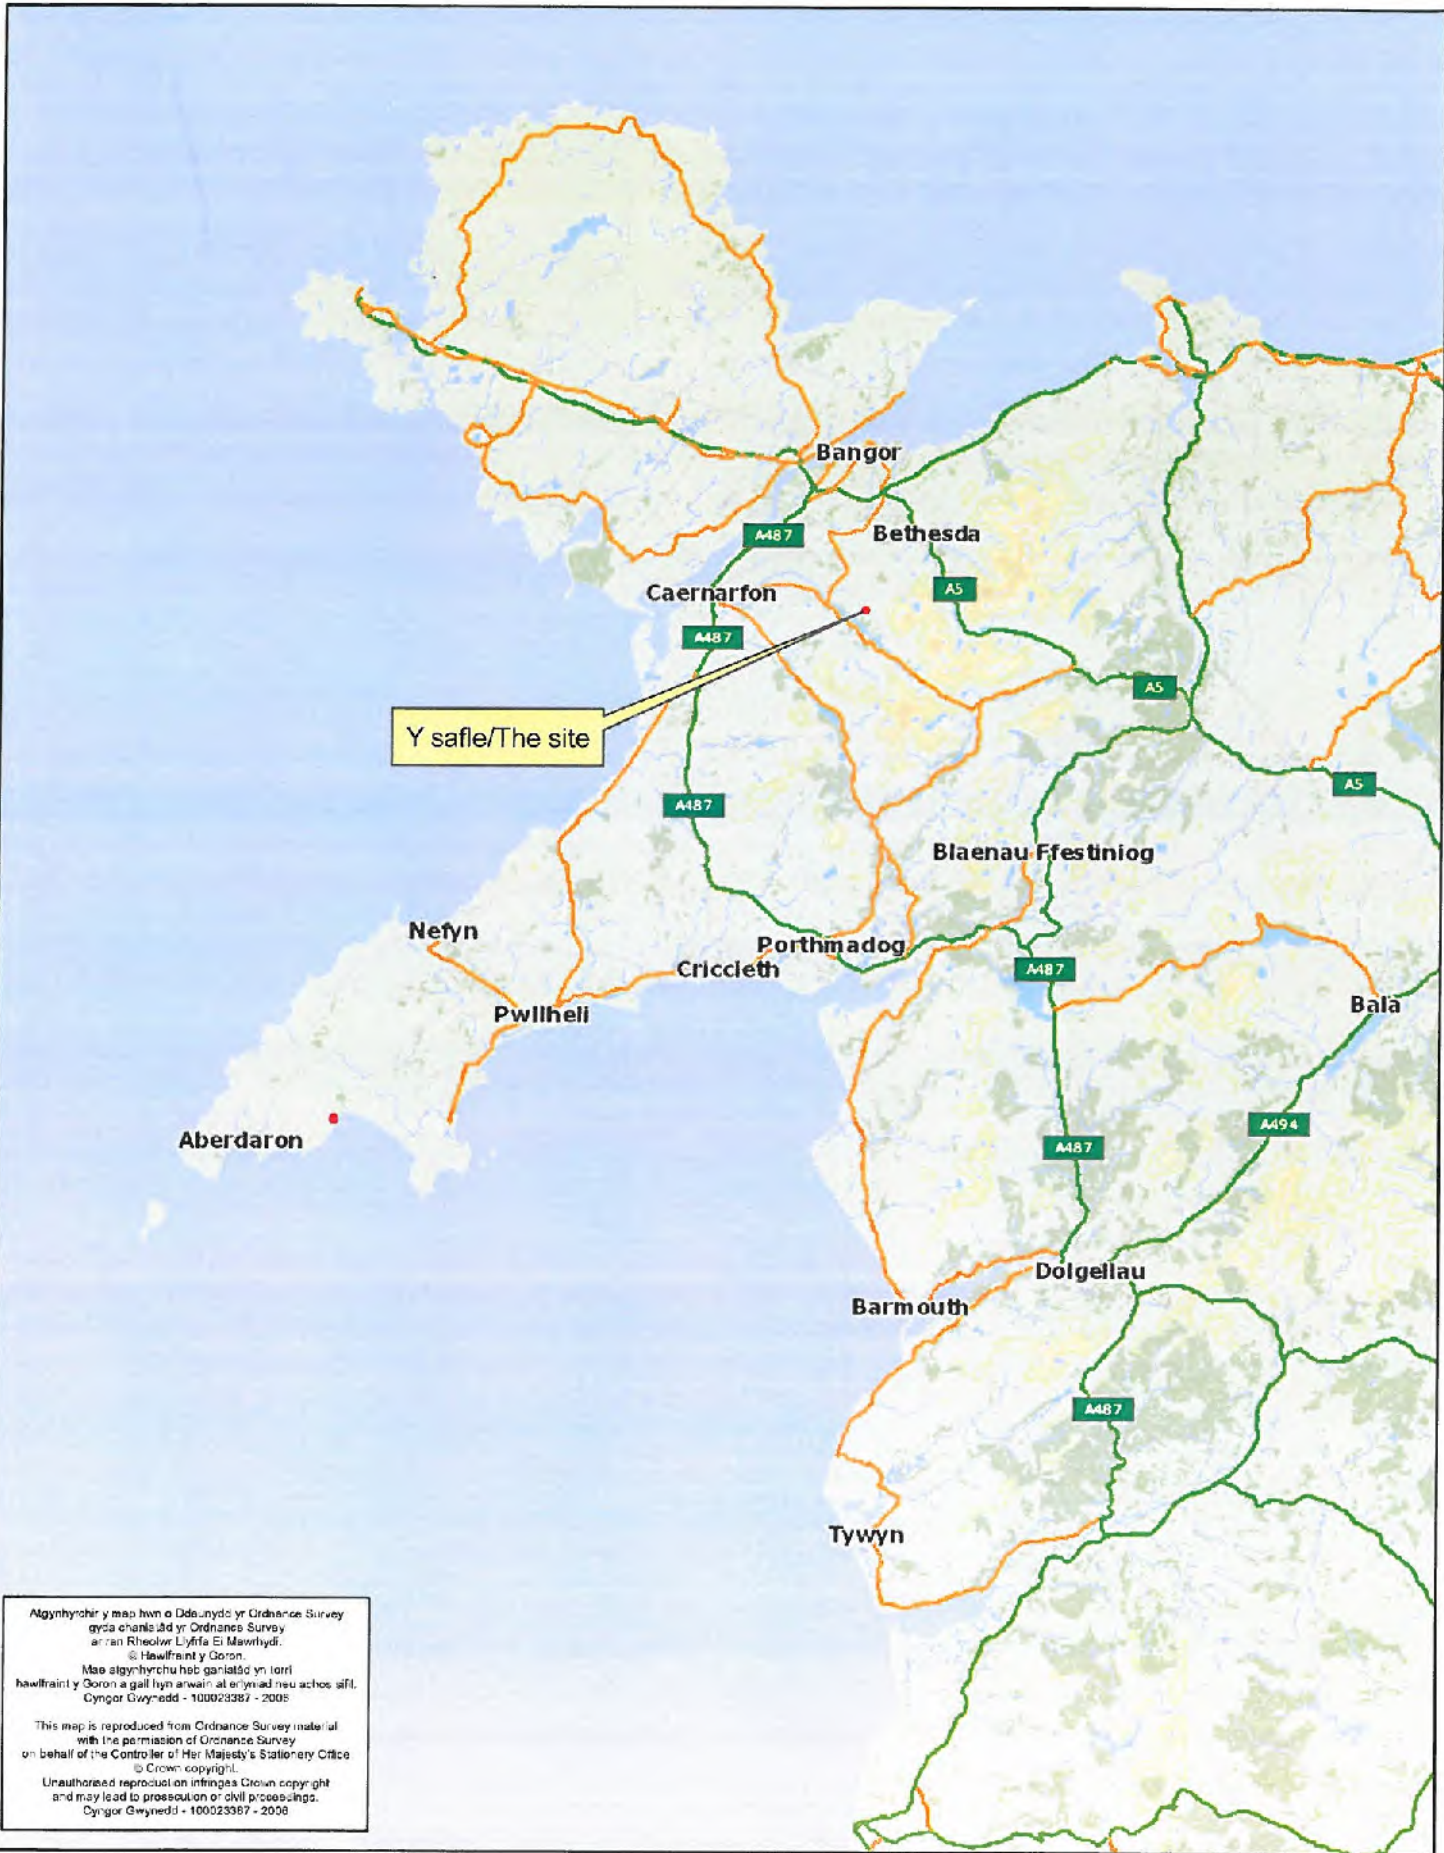 Bangor
A487
Bethesda
Caernarfon
A5
A487
A5
Y safle/The site
A5
A487
Blaenau Ffestiniog
Nefyn
Porthmadog
Criccieth
A487
Pwllheli
Bala
Aberdaron
A494
A487
Dolgellau
Barmouth
A487
Tywyn
Atgynhyrchir y map hwn o Ddeunydd yr Ordnance Survey
gyda chaniatâd yr Ordnance Survey
ar ran Rheolwr Llyfrfa Ei Mawrhydi.
© Hawlfraint y Goron.
Mae atgynhyrchu heb ganiatâd yn torri
hawlfraint y Goron a gall hyn arwain at erlyniad neu achos sifil.
Cyngor Gwynedd - 100023387 - 2008
This map is reproduced from Ordnance Survey material
with the permission of Ordnance Survey
on behalf of the Controller of Her Majesty's Stationery Office
© Crown copyright.
Unauthorised reproduction infringes Crown copyright
and may lead to prosecution or civil proceedings.
Cyngor Gwynedd - 100023387 - 2008